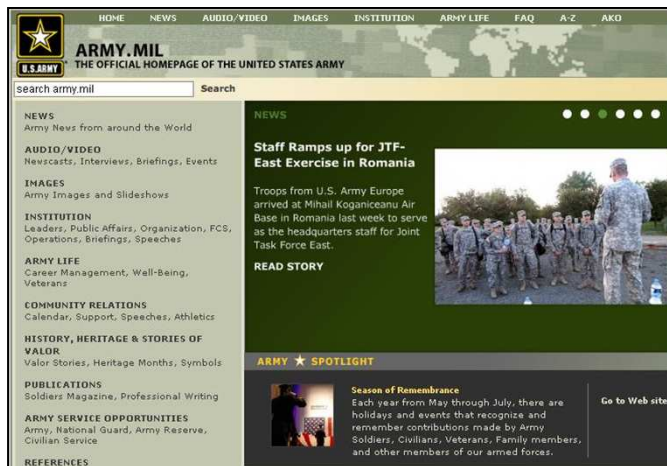 HOME NEWS AUDIO/VIDEO IMAGES INSTITUTION ARMY LIFE FAQ A-Z AKO
U.S.ARMY
ARMY.MIL
THE OFFICIAL HOMEPAGE OF THE UNITED STATES ARMY
search army.mil Search
NEWS
Army News from around the World
AUDIO/VIDEO
Newscasts, Interviews, Briefings, Events
IMAGES
Army Images and Slideshows
INSTITUTION
Leaders, Public Affairs, Organization, FCS,
Operations, Briefings, Speeches
ARMY LIFE
Career Management, Well-Being,
Veterans
COMMUNITY RELATIONS
Calendar, Support, Speeches, Athletics
HISTORY, HERITAGE & STORIES OF
VALOR
Valor Stories, Heritage Months, Symbols
PUBLICATIONS
Soldiers Magazine, Professional Writing
ARMY SERVICE OPPORTUNITIES
Army, National Guard, Army Reserve,
Civilian Service
REFERENCES
NEWS
Staff Ramps up for JTF-
East Exercise in Romania
Troops from U.S. Army Europe
arrived at Mihail Koganiceanu Air
Base in Romania last week to serve
as the headquarters staff for Joint
Task Force East.
READ STORY
ARMY SPOTLIGHT
Season of Remembrance
Each year from May through July, there are
holidays and events that recognize and
remember contributions made by Army
Soldiers, Civilians, Veterans, Family members,
and other members of our armed forces.
Go to Web site